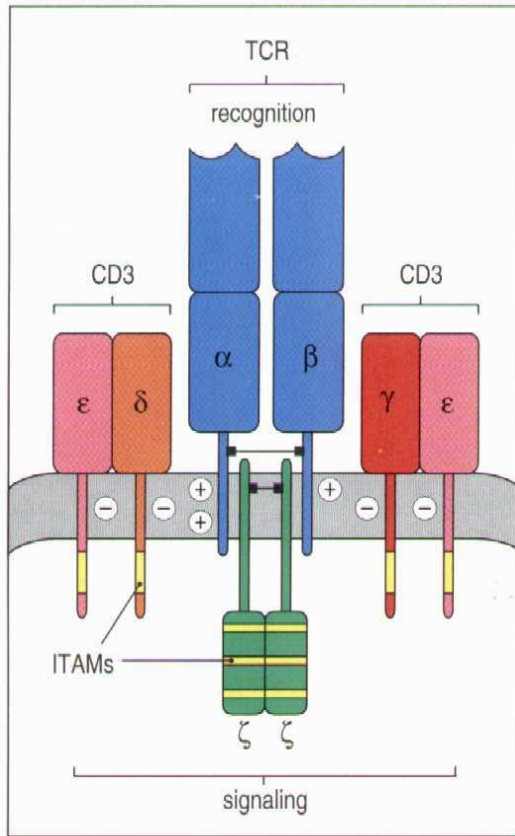 TCR
recognition
CD3
CD3
α
β
ε
δ
γ
ε
− − + + + − −
ITAMs
ζ ζ
signaling